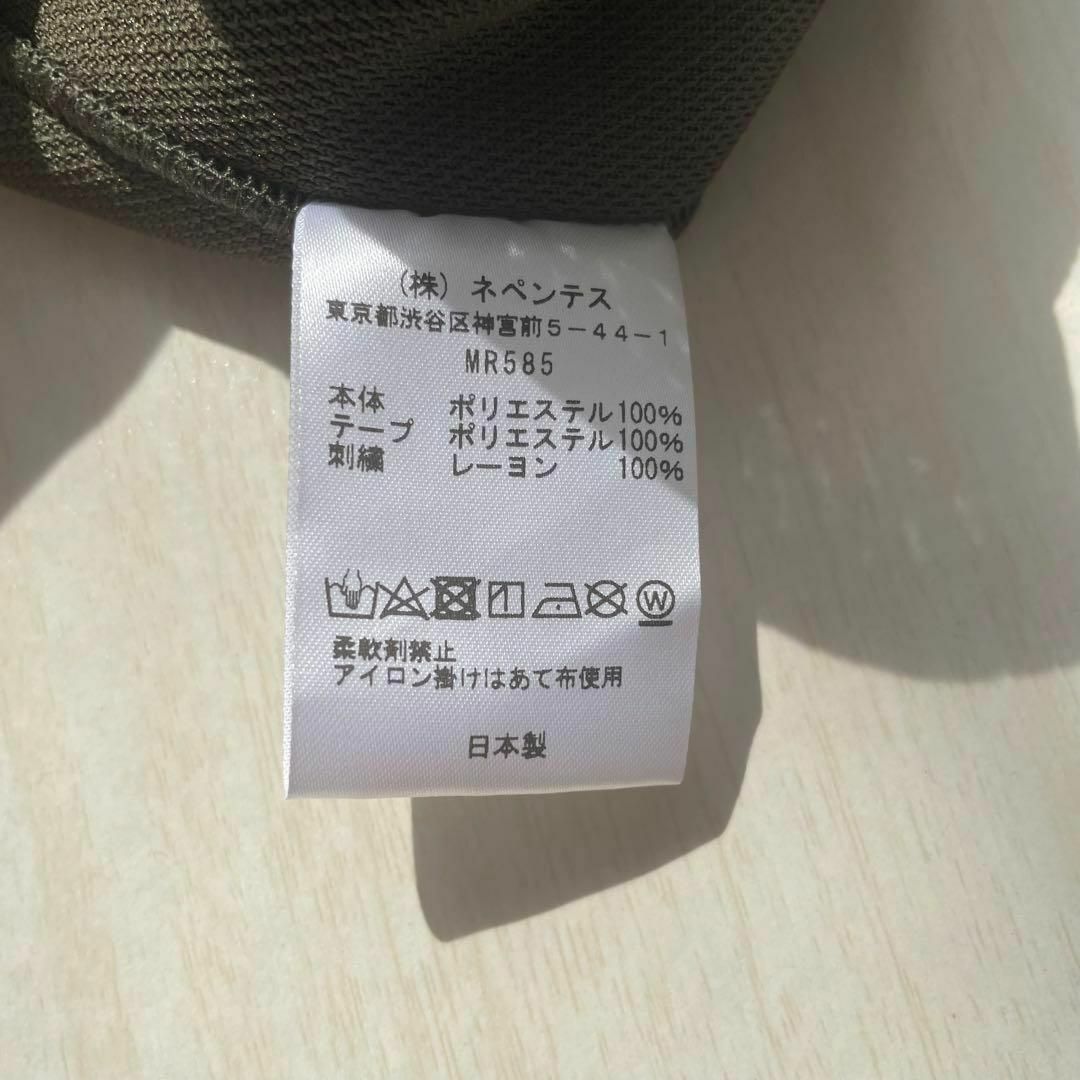 (株) ネペンテス
東京都渋谷区神宮前5-44-1
MR585
本体 ポリエステル100%
テープ ポリエステル100%
刺繍 レーヨン 100%
W
柔軟剤禁止
アイロン掛けはあて布使用
日本製